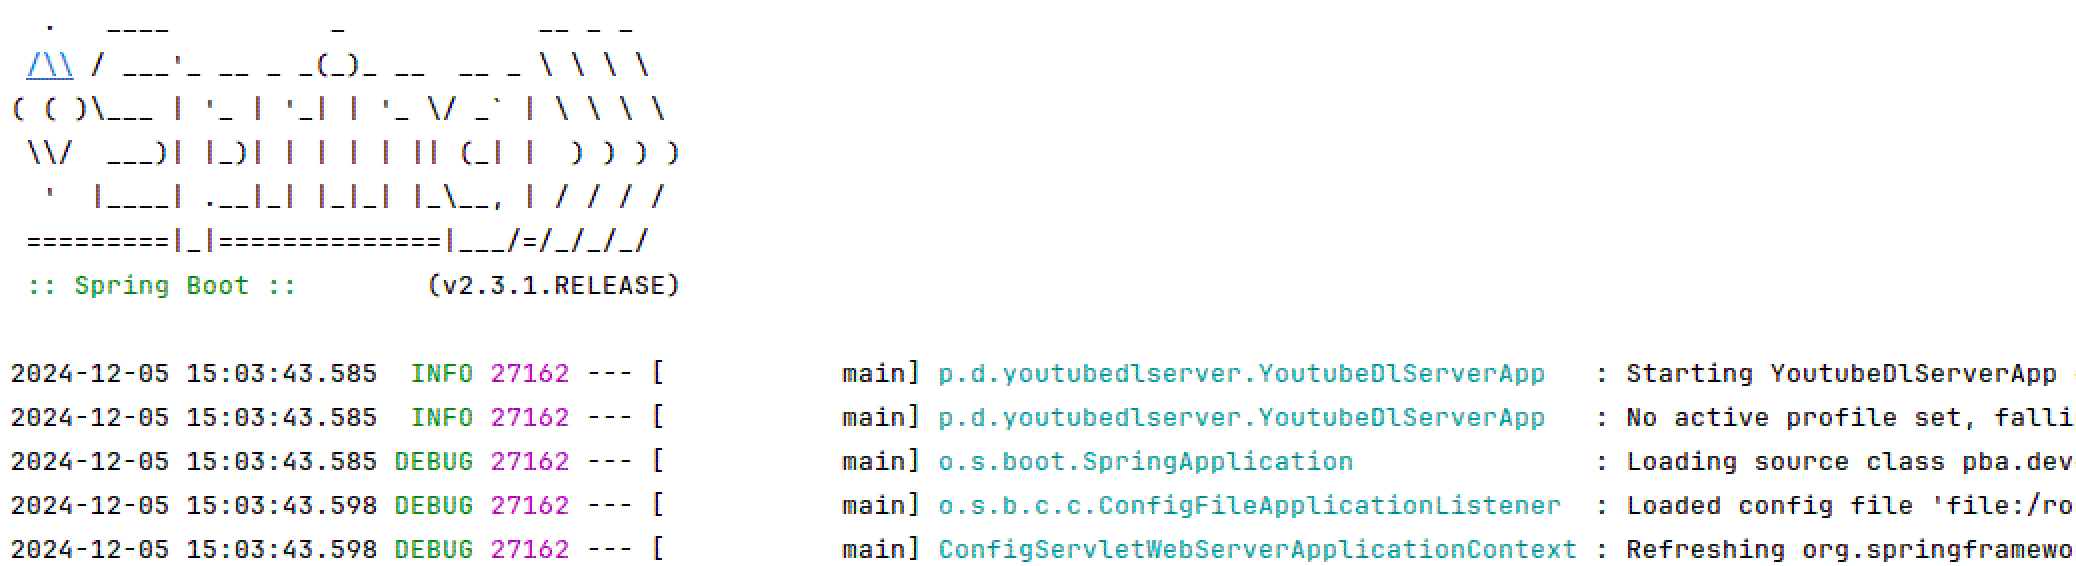 .   ____          _            __ _ _
 /\\ / ___'_ __ _ _(_)_ __  __ _ \ \ \ \
( ( )\___ | '_ | '_| | '_ \/ _` | \ \ \ \
 \\/  ___)| |_)| | | | | || (_| |  ) ) ) )
  '  |____| .__|_| |_|_| |_\__, | / / / /
 =========|_|==============|___/=/_/_/_/
 :: Spring Boot ::        (v2.3.1.RELEASE)

2024-12-05 15:03:43.585  INFO 27162 --- [           main] p.d.youtubedlserver.YoutubeDlServerApp   : Starting YoutubeDlServerApp
2024-12-05 15:03:43.585  INFO 27162 --- [           main] p.d.youtubedlserver.YoutubeDlServerApp   : No active profile set, falli
2024-12-05 15:03:43.585 DEBUG 27162 --- [           main] o.s.boot.SpringApplication               : Loading source class pba.dev
2024-12-05 15:03:43.598 DEBUG 27162 --- [           main] o.s.b.c.c.ConfigFileApplicationListener  : Loaded config file 'file:/ro
2024-12-05 15:03:43.598 DEBUG 27162 --- [           main] ConfigServletWebServerApplicationContext : Refreshing org.springframewo